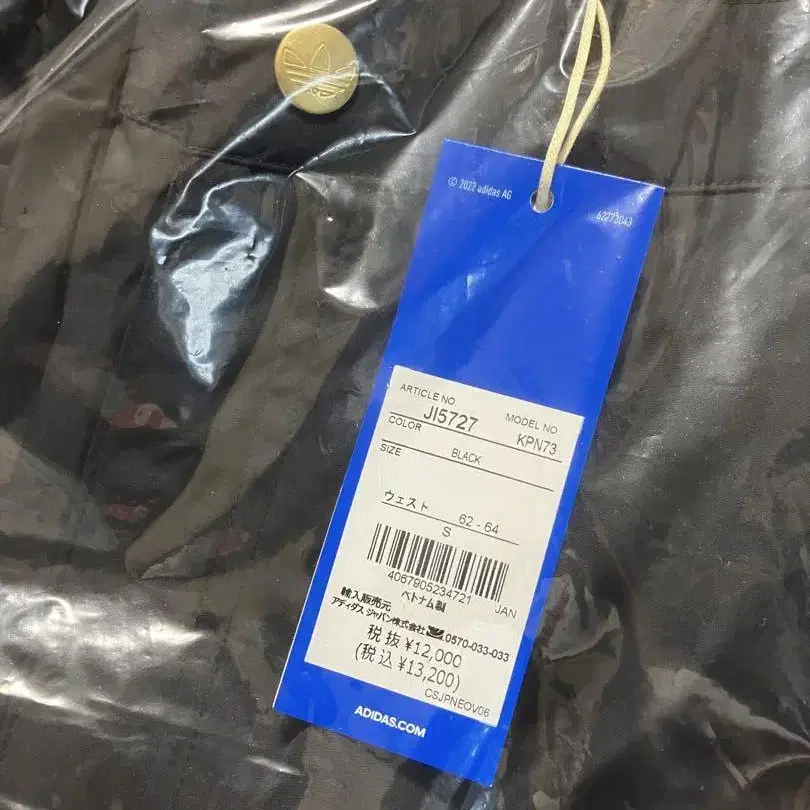 © 2022 adidas AG
62273043
ARTICLE NO.
JI5727
MODEL NO
KPN73
COLOR
BLACK
SIZE
ウェスト 62 - 64
S
4067905234721
JAN
ベトナム製
輸入販売元
アディダス ジャパン株式会社 0570-033-033
税抜 ¥12,000
(税込 ¥13,200)
CSJPNEOV06
ADIDAS.COM